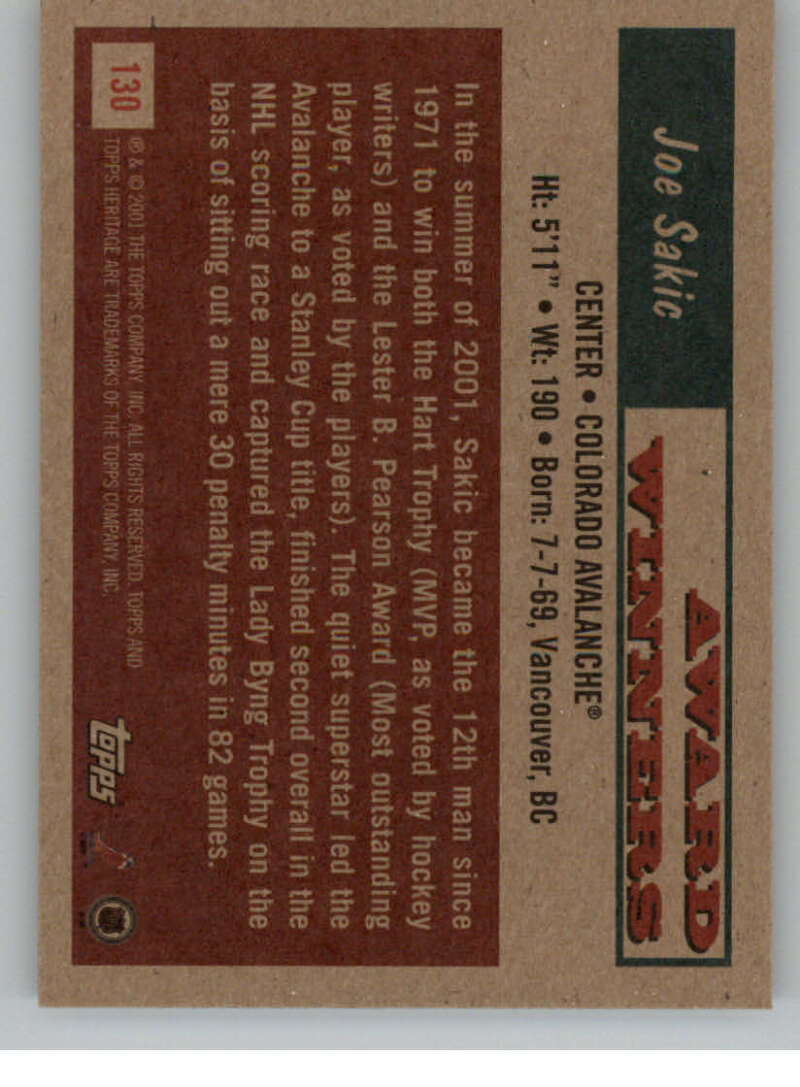 Joe Sakic
AWARD
WINNERS
CENTER • COLORADO AVALANCHE®
Ht: 5'11" • Wt: 190 • Born: 7-7-69, Vancouver, BC
In the summer of 2001, Sakic became the 12th man since
1971 to win both the Hart Trophy (MVP, as voted by hockey
writers) and the Lester B. Pearson Award (Most outstanding
player, as voted by the players). The quiet superstar led the
Avalanche to a Stanley Cup title, finished second overall in the
NHL scoring race and captured the Lady Byng Trophy on the
basis of sitting out a mere 30 penalty minutes in 82 games.
130
℗ & © 2001 THE TOPPS COMPANY, INC. ALL RIGHTS RESERVED. TOPPS AND
TOPPS HERITAGE ARE TRADEMARKS OF THE TOPPS COMPANY, INC.
topps